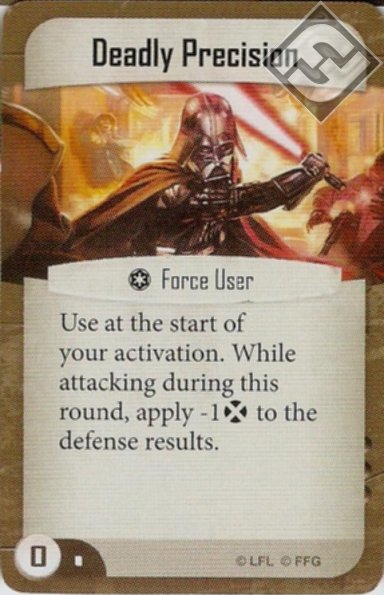 Deadly Precision
Force User
Use at the start of
your activation. While
attacking during this
round, apply -1 to the
defense results.
0
© LFL © FFG